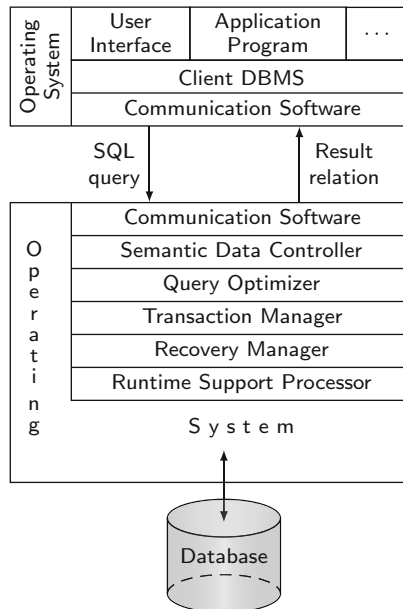 Operating
System
User
Interface
Application
Program
...
Client DBMS
Communication Software
SQL
query
Result
relation
Communication Software
Semantic Data Controller
Query Optimizer
Transaction Manager
Recovery Manager
Runtime Support Processor
Operating
System
Database